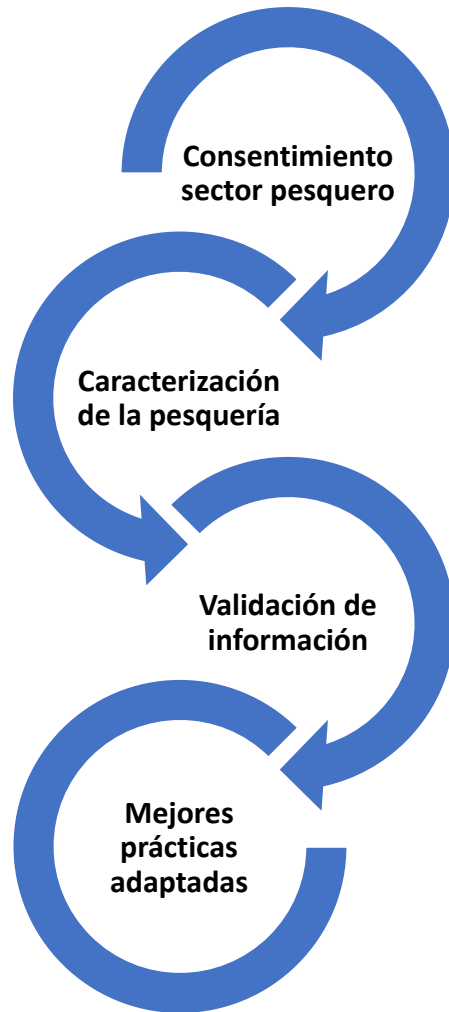 Consentimiento
sector pesquero
Caracterización
de la pesquería
Validación de
información
Mejores
prácticas
adaptadas